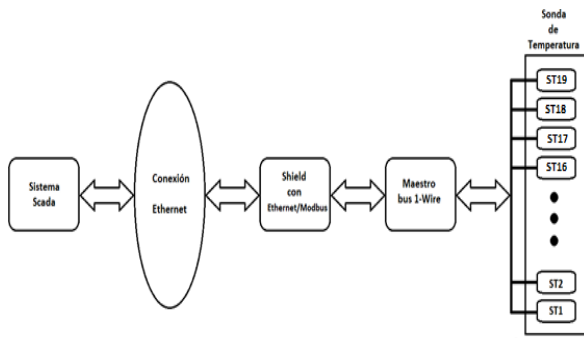 Sonda
de
Temperatura
ST19
ST18
ST17
ST16
ST2
ST1
Sistema
Scada
Conexión
Ethernet
Shield
con
Ethernet/Modbus
Maestro
bus 1-Wire